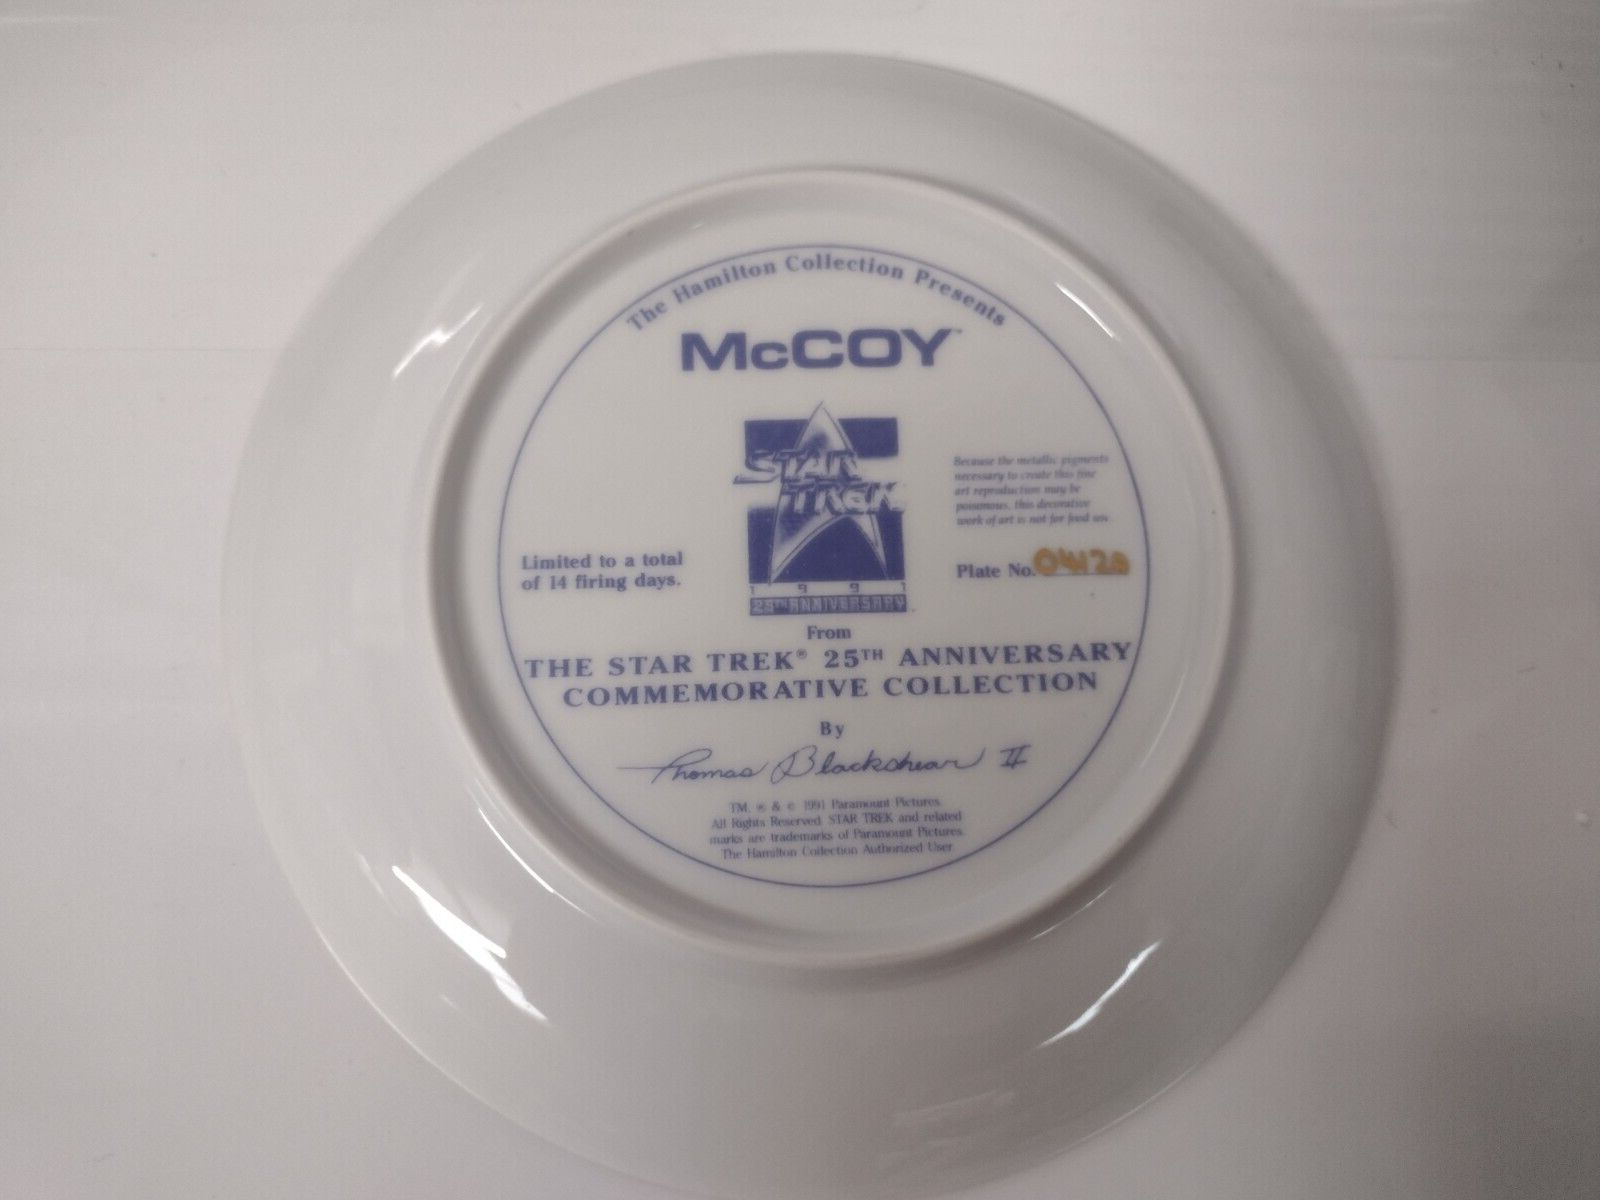 The Hamilton Collection Presents
McCOY™
STAR
TREK
1991
25TH ANNIVERSARY
Because the metallic pigments
necessary to create this fine
art reproduction may be
poisonous, this decorative
work of art is not for food use.
Limited to a total
of 14 firing days.
Plate No.
From
THE STAR TREK® 25TH ANNIVERSARY
COMMEMORATIVE COLLECTION
By
Thomas Blackshear II
TM, ® & © 1991 Paramount Pictures.
All Rights Reserved. STAR TREK and related
marks are trademarks of Paramount Pictures.
The Hamilton Collection Authorized User